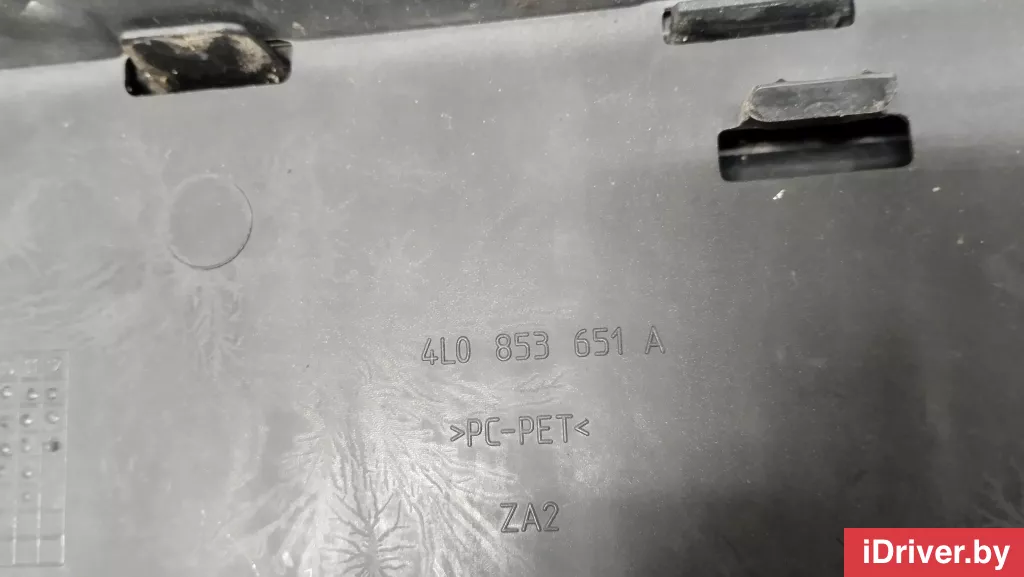 4L0 853 651 A
>PC-PET<
ZA2
iDriver.by